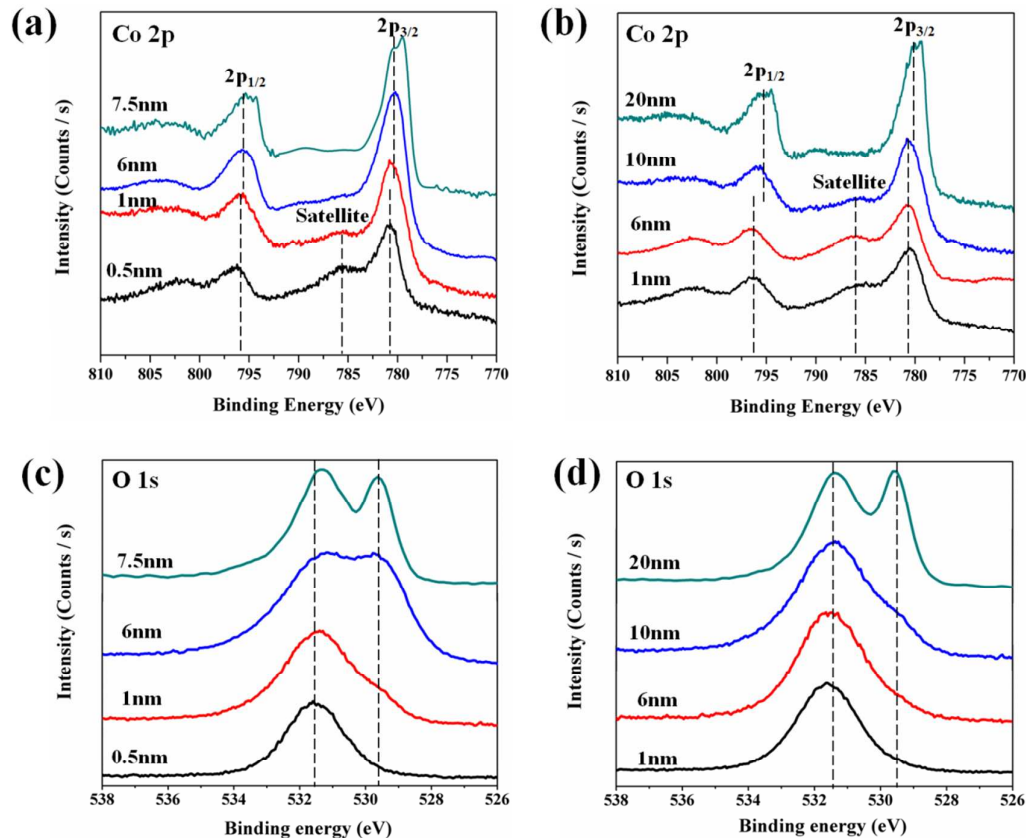 (a)
Co 2p
2p3/2
2p1/2
7.5nm
6nm
1nm
Satellite
0.5nm
Intensity (Counts / s)
810 805 800 795 790 785 780 775 770
Binding Energy (eV)
(b)
Co 2p
2p3/2
2p1/2
20nm
10nm
Satellite
6nm
1nm
Intensity (Counts / s)
810 805 800 795 790 785 780 775 770
Binding Energy (eV)
(c)
O 1s
7.5nm
6nm
1nm
0.5nm
Intensity (Counts / s)
538 536 534 532 530 528 526
Binding energy (eV)
(d)
O 1s
20nm
10nm
6nm
1nm
Intensity (Counts / s)
538 536 534 532 530 528 526
Binding energy (eV)